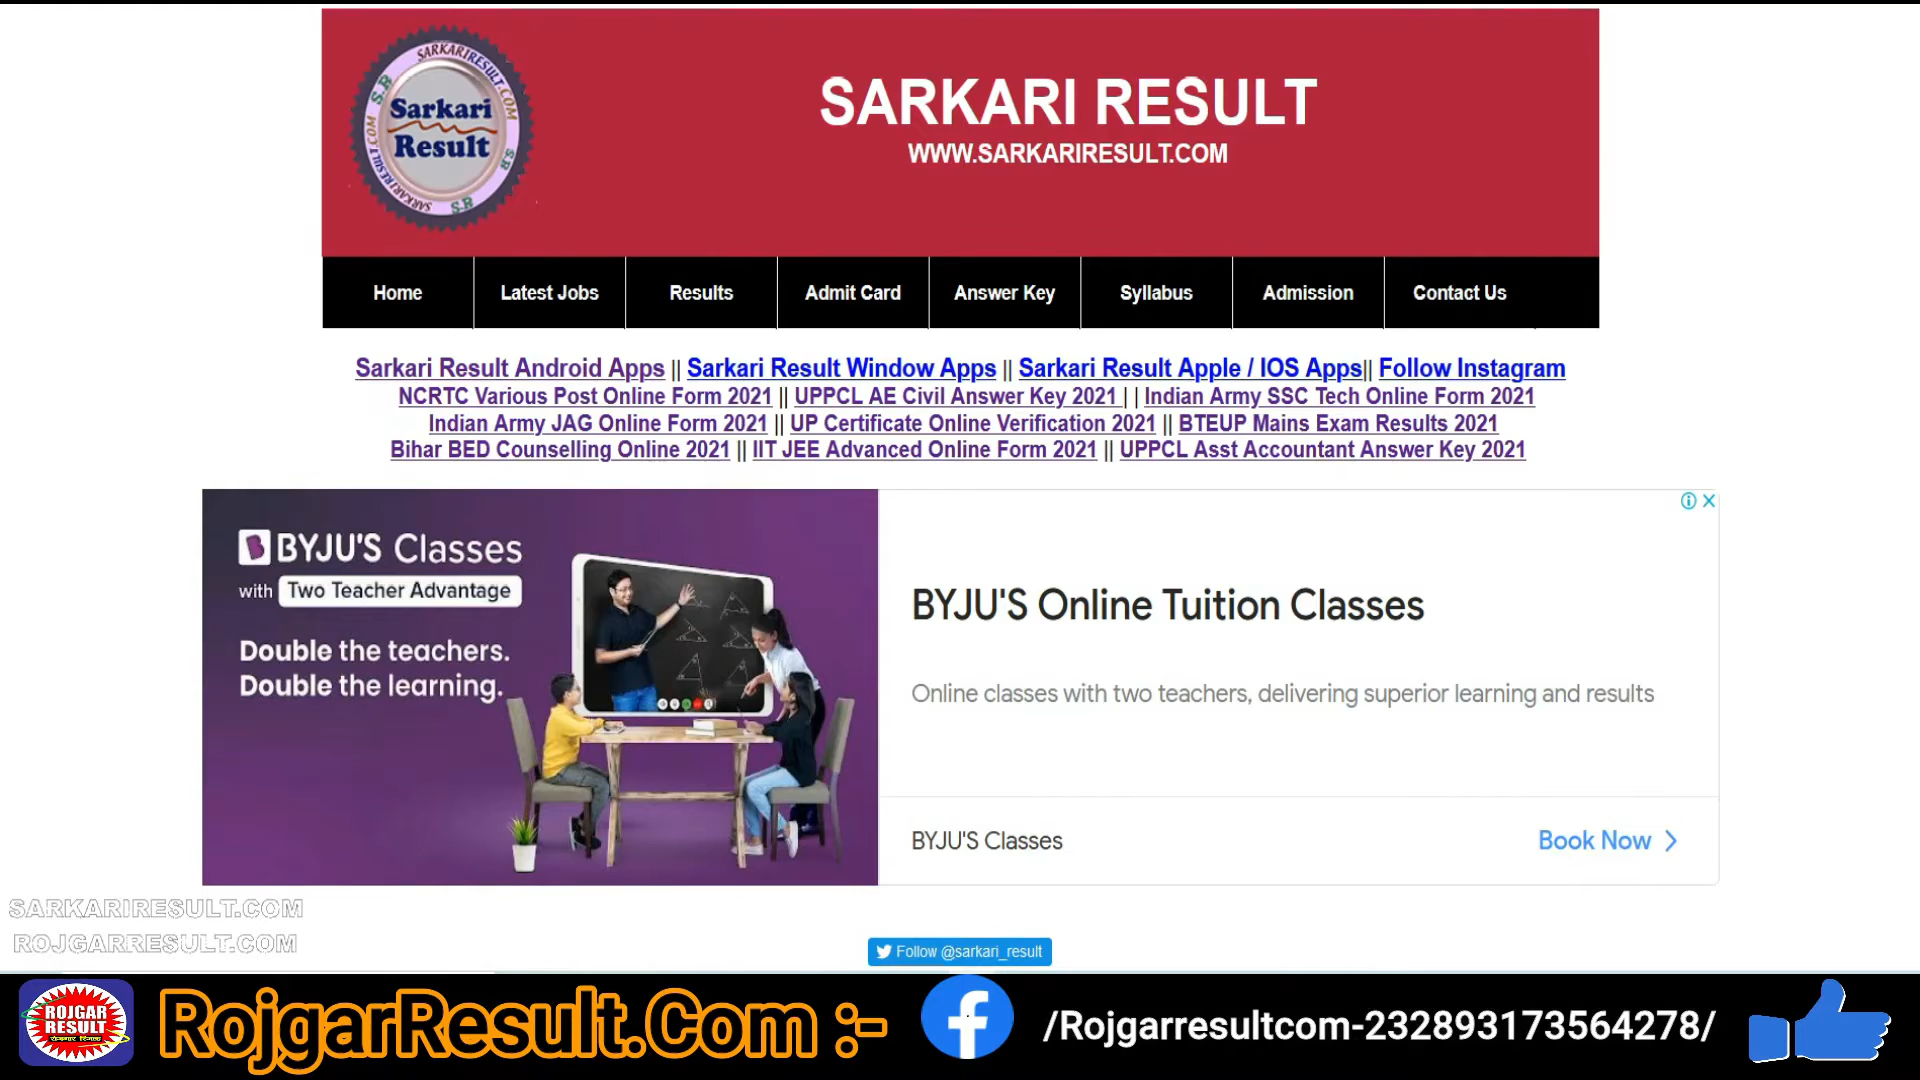 SARKARIRESULT.COM
S.R
Sarkari
Result
SARKARIRESULT.COM
S.R
S.R
SARKARI RESULT
WWW.SARKARIRESULT.COM
Home Latest Jobs Results Admit Card Answer Key Syllabus Admission Contact Us
Sarkari Result Android Apps || Sarkari Result Window Apps || Sarkari Result Apple / IOS Apps|| Follow Instagram
NCRTC Various Post Online Form 2021 || UPPCL AE Civil Answer Key 2021 | | Indian Army SSC Tech Online Form 2021
Indian Army JAG Online Form 2021 || UP Certificate Online Verification 2021 || BTEUP Mains Exam Results 2021
Bihar BED Counselling Online 2021 || IIT JEE Advanced Online Form 2021 || UPPCL Asst Accountant Answer Key 2021
BYJU'S Classes
with Two Teacher Advantage
Double the teachers.
Double the learning.
BYJU'S Online Tuition Classes
Online classes with two teachers, delivering superior learning and results
BYJU'S Classes
Book Now
SARKARIRESULT.COM
ROJGARRESULT.COM
Follow @sarkari_result
ROJGAR
RESULT
रोजगार रिजल्ट
RojgarResult.Com :-
/Rojgarresultcom-232893173564278/